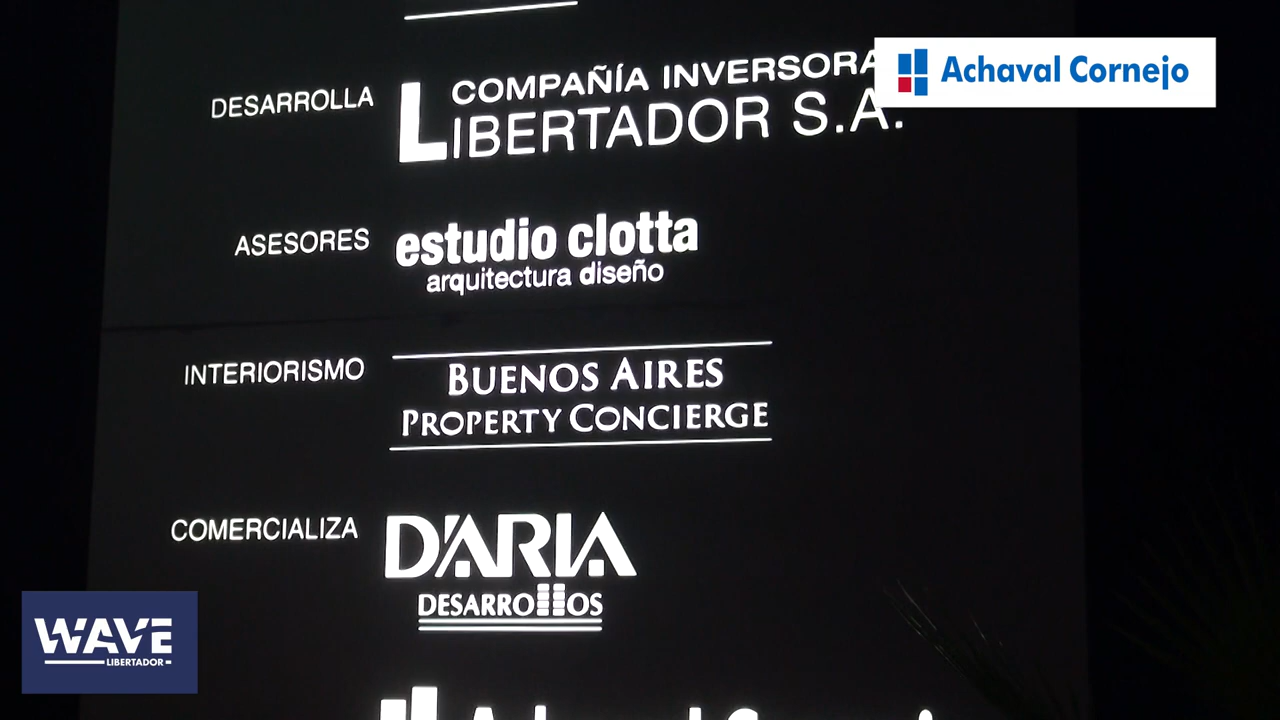 Achaval Cornejo
DESARROLLA
COMPAÑÍA INVERSORA
LIBERTADOR S.A.
ASESORES
estudio clotta
arquitectura diseño
INTERIORISMO
BUENOS AIRES
PROPERTY CONCIERGE
COMERCIALIZA
D'ARIA
DESARROLLOS
WAVE
LIBERTADOR